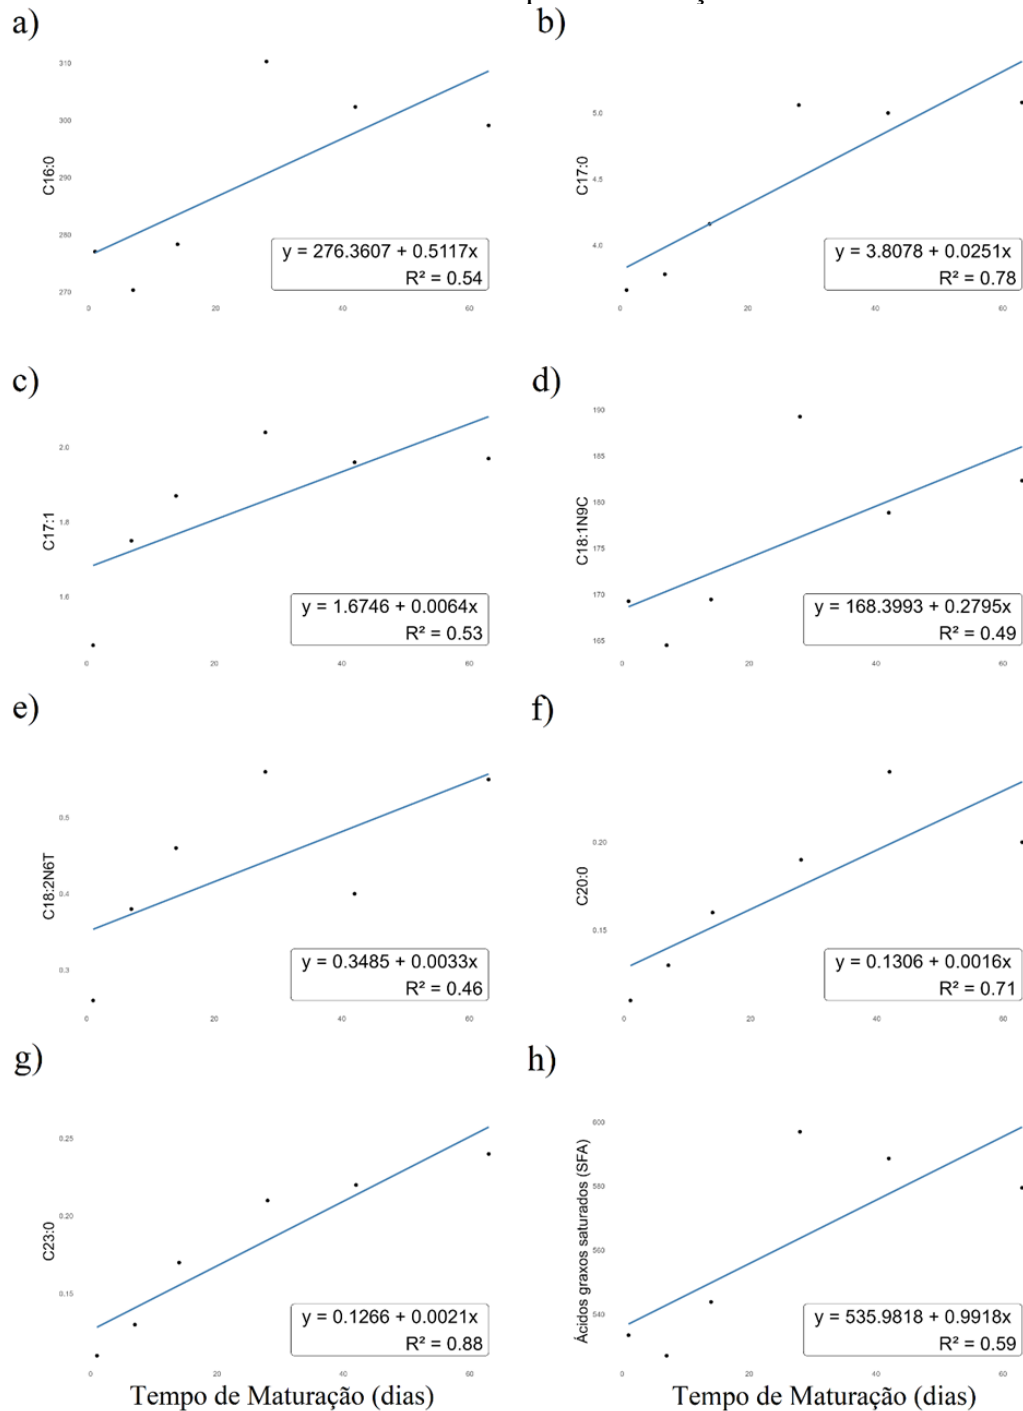 a)
C16:0
310
300
290
280
270
0 20 40 60
y = 276.3607 + 0.5117x
R² = 0.54
b)
C17:0
5.0
4.5
4.0
0 20 40 60
y = 3.8078 + 0.0251x
R² = 0.78
c)
C17:1
2.0
1.8
1.6
0 20 40 60
y = 1.6746 + 0.0064x
R² = 0.53
d)
C18:1N9C
190
185
180
175
170
165
0 20 40 60
y = 168.3993 + 0.2795x
R² = 0.49
e)
C18:2N6T
0.5
0.4
0.3
0 20 40 60
y = 0.3485 + 0.0033x
R² = 0.46
f)
C20:0
0.20
0.15
0 20 40 60
y = 0.1306 + 0.0016x
R² = 0.71
g)
C23:0
0.25
0.20
0.15
0 20 40 60
y = 0.1266 + 0.0021x
R² = 0.88
Tempo de Maturação (dias)
h)
Ácidos graxos saturados (SFA)
600
580
560
540
0 20 40 60
y = 535.9818 + 0.9918x
R² = 0.59
Tempo de Maturação (dias)